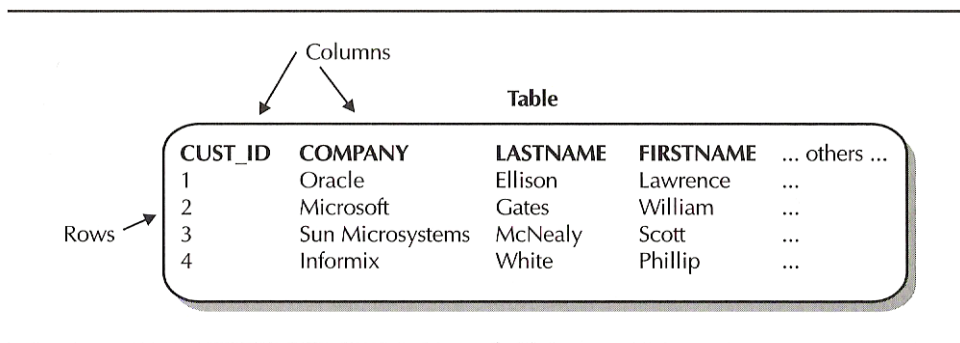 Columns
Table
CUST_ID COMPANY LASTNAME FIRSTNAME ... others ...
1 Oracle Ellison Lawrence ...
2 Microsoft Gates William ...
Rows
3 Sun Microsystems McNealy Scott ...
4 Informix White Phillip ...